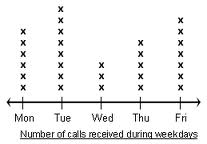 Mon Tue Wed Thu Fri
Number of calls received during weekdays